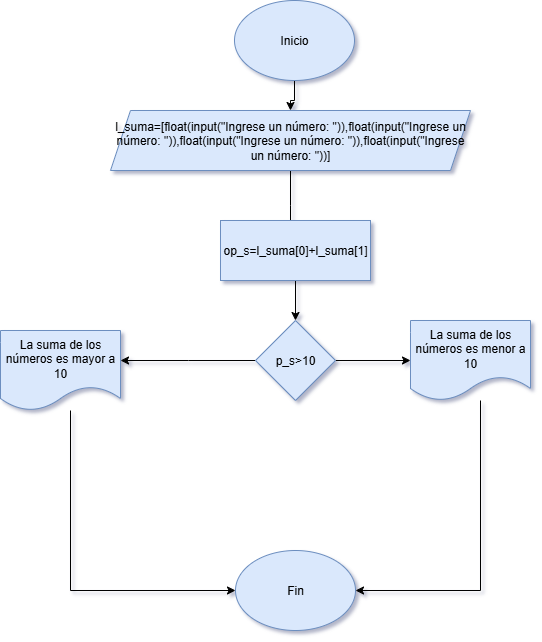 Inicio
l_suma=[float(input("Ingrese un número: ")),float(input("Ingrese un
número: ")),float(input("Ingrese un número: ")),float(input("Ingrese
un número: "))]
op_s=l_suma[0]+l_suma[1]
p_s>10
La suma de los
números es mayor a
10
La suma de los
números es menor a
10
Fin